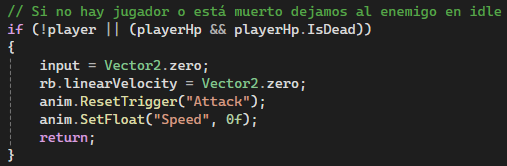 // Si no hay jugador o está muerto dejamos al enemigo en idle
if (!player || (playerHp && playerHp.IsDead))
{
    input = Vector2.zero;
    rb.linearVelocity = Vector2.zero;
    anim.ResetTrigger("Attack");
    anim.SetFloat("Speed", 0f);
    return;
}